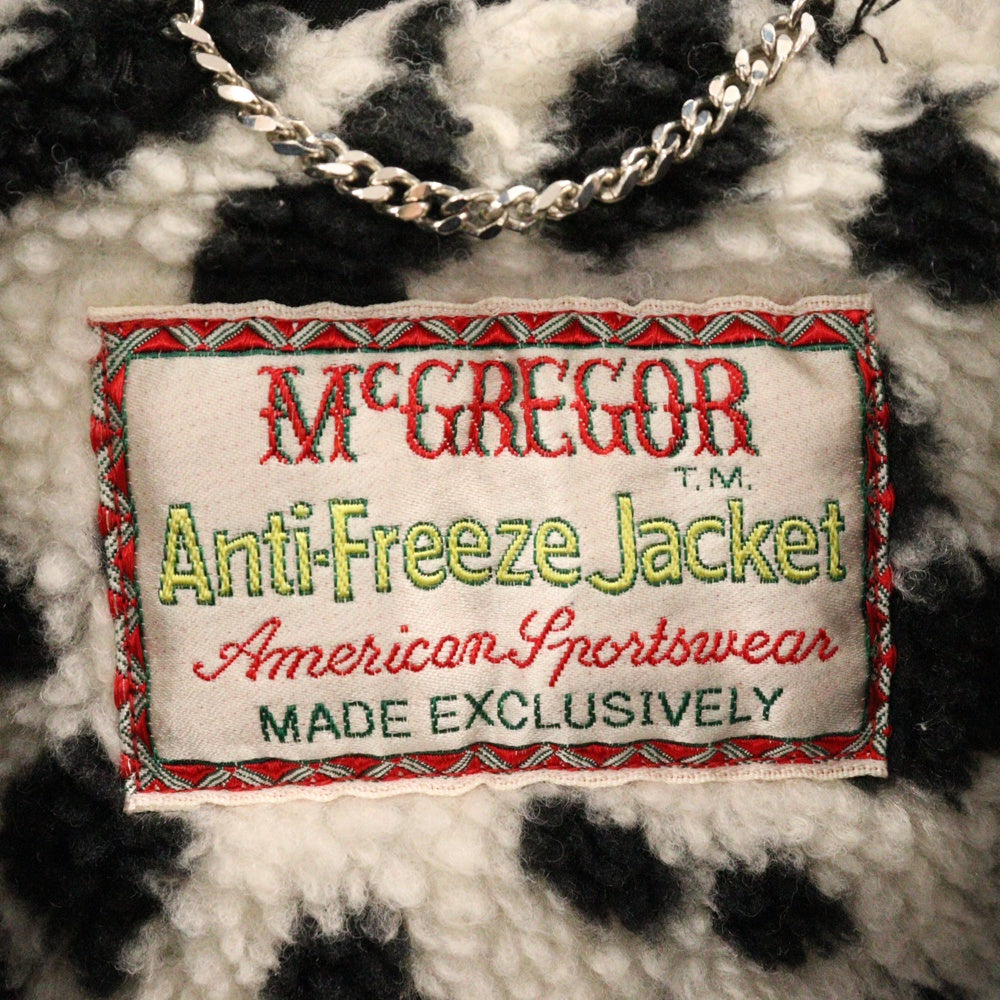 McGREGOR
T.M.
Anti-Freeze Jacket
American Sportswear
MADE EXCLUSIVELY